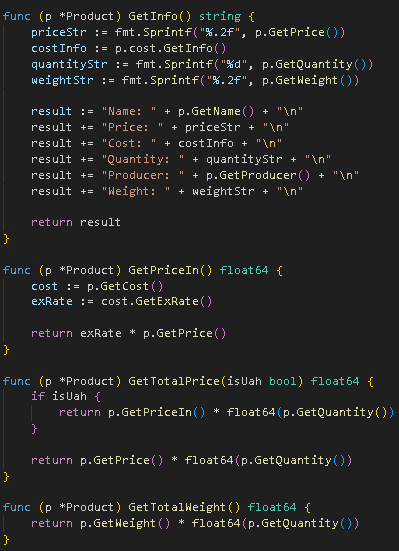 func (p *Product) GetInfo() string {
    priceStr := fmt.Sprintf("%.2f", p.GetPrice())
    costInfo := p.cost.GetInfo()
    quantityStr := fmt.Sprintf("%d", p.GetQuantity())
    weightStr := fmt.Sprintf("%.2f", p.GetWeight())

    result := "Name: " + p.GetName() + "\n"
    result += "Price: " + priceStr + "\n"
    result += "Cost: " + costInfo + "\n"
    result += "Quantity: " + quantityStr + "\n"
    result += "Producer: " + p.GetProducer() + "\n"
    result += "Weight: " + weightStr + "\n"

    return result
}

func (p *Product) GetPriceIn() float64 {
    cost := p.GetCost()
    exRate := cost.GetExRate()

    return exRate * p.GetPrice()
}

func (p *Product) GetTotalPrice(isUah bool) float64 {
    if isUah {
        return p.GetPriceIn() * float64(p.GetQuantity())
    }

    return p.GetPrice() * float64(p.GetQuantity())
}

func (p *Product) GetTotalWeight() float64 {
    return p.GetWeight() * float64(p.GetQuantity())
}